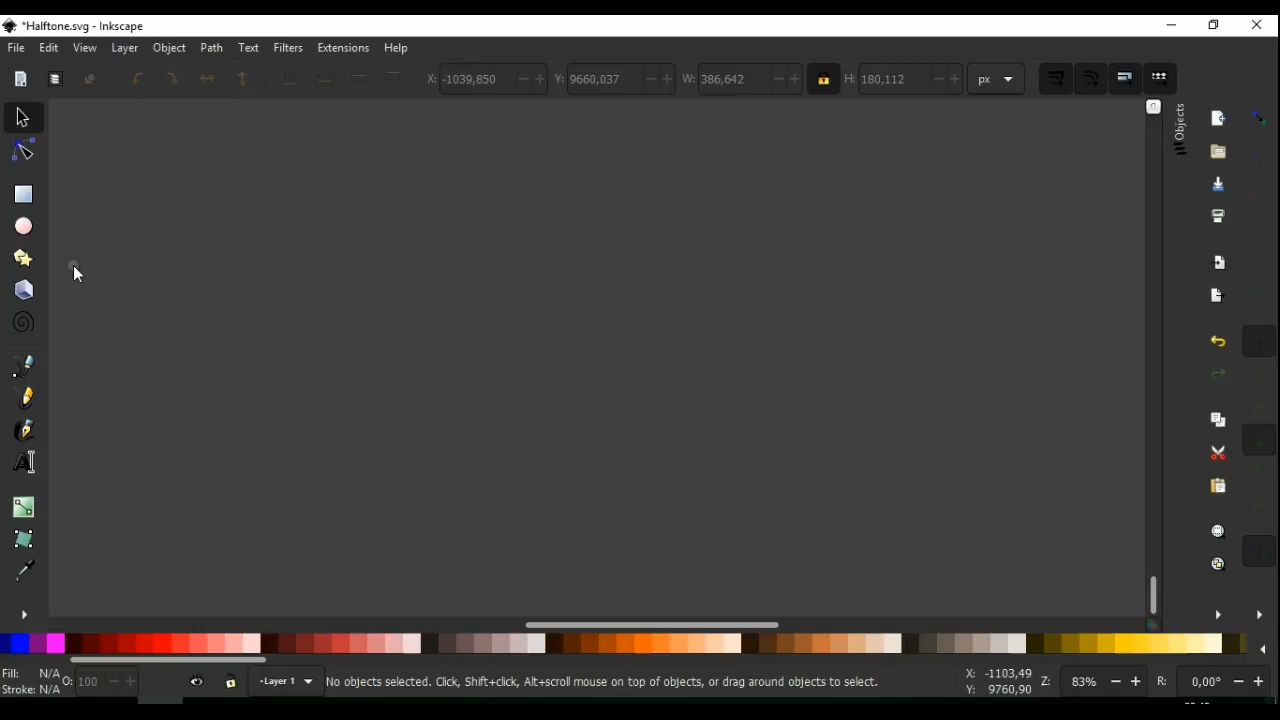 *Halftone.svg - Inkscape
File Edit View Layer Object Path Text Filters Extensions Help
X: -1039,850 Y: 9660,037 W: 386,642 H: 180,112 px
Objects
Fill: N/A
Stroke: N/A
O: 100
Layer 1
No objects selected. Click, Shift+click, Alt+scroll mouse on top of objects, or drag around objects to select.
X: -1103,49
Y: 9760,90
Z: 83%
R: 0,00°